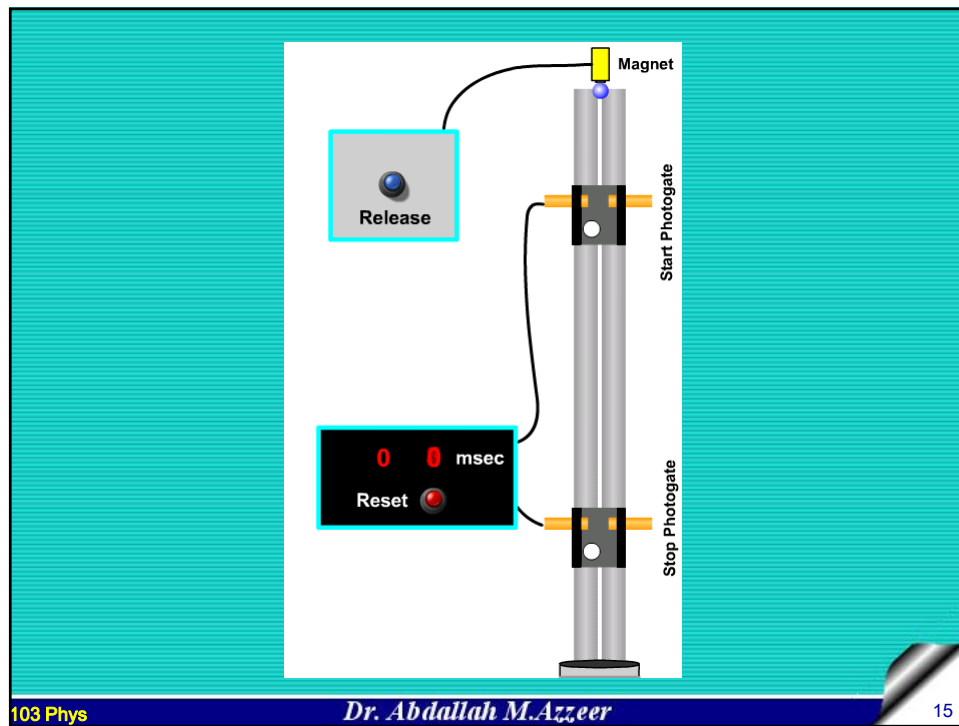 Magnet
Release
Start Photogate
0 0 msec
Reset
Stop Photogate
103 Phys
Dr. Abdallah M.Azzeer
15